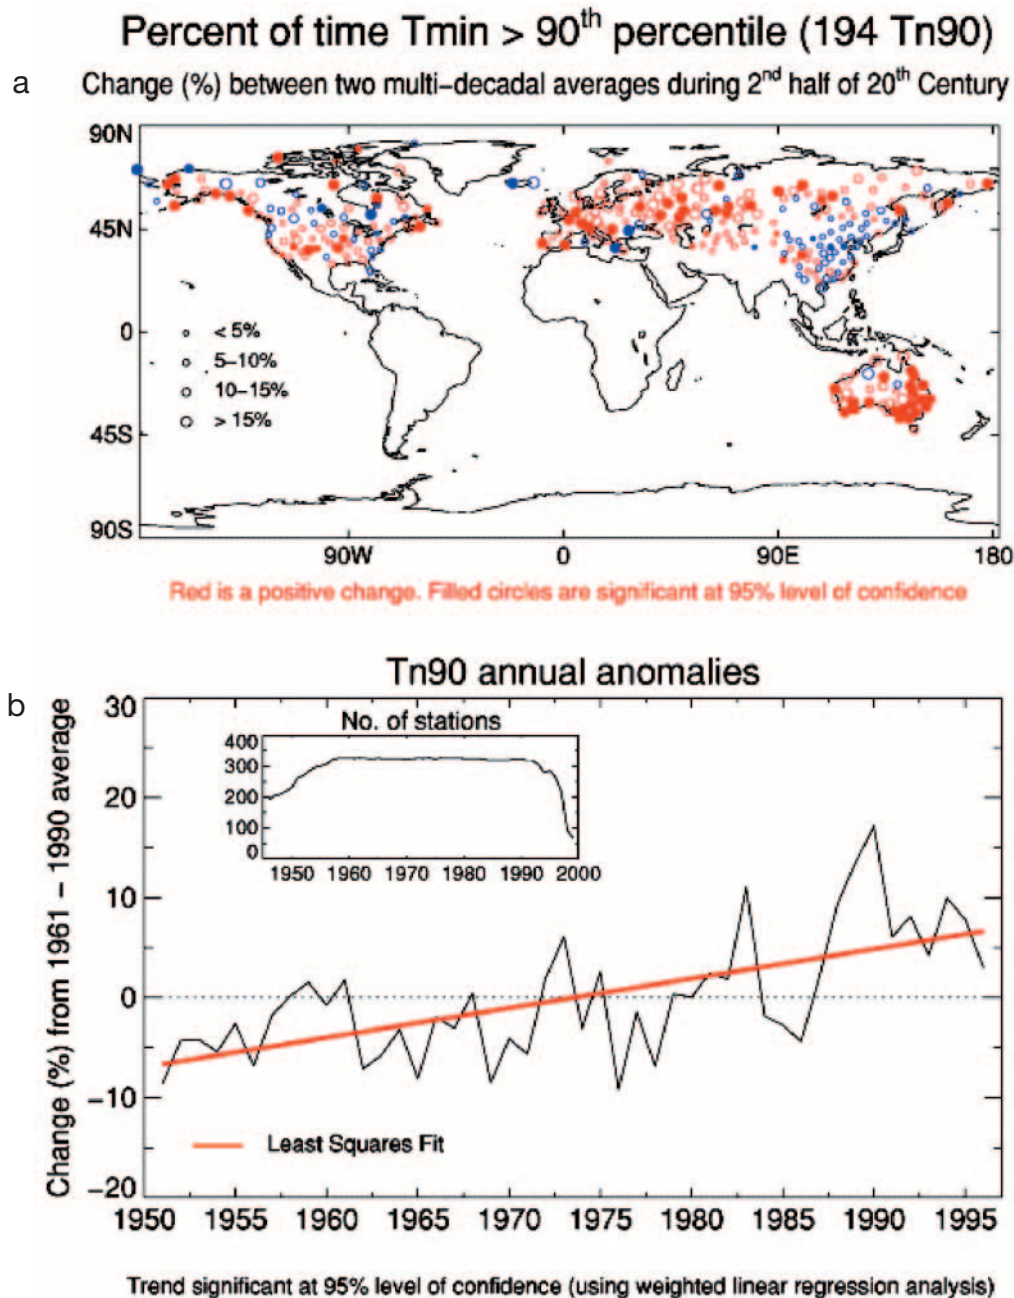 Percent of time Tmin > 90th percentile (194 Tn90)
a
Change (%) between two multi-decadal averages during 2nd half of 20th Century
90N
45N
0
45S
90S
< 5%
5-10%
10-15%
> 15%
90W 0 90E 180
Red is a positive change. Filled circles are significant at 95% level of confidence
Tn90 annual anomalies
b
Change (%) from 1961 - 1990 average
30
20
10
0
-10
-20
No. of stations
400
300
200
100
0
1950 1960 1970 1980 1990 2000
Least Squares Fit
1950 1955 1960 1965 1970 1975 1980 1985 1990 1995
Trend significant at 95% level of confidence (using weighted linear regression analysis)